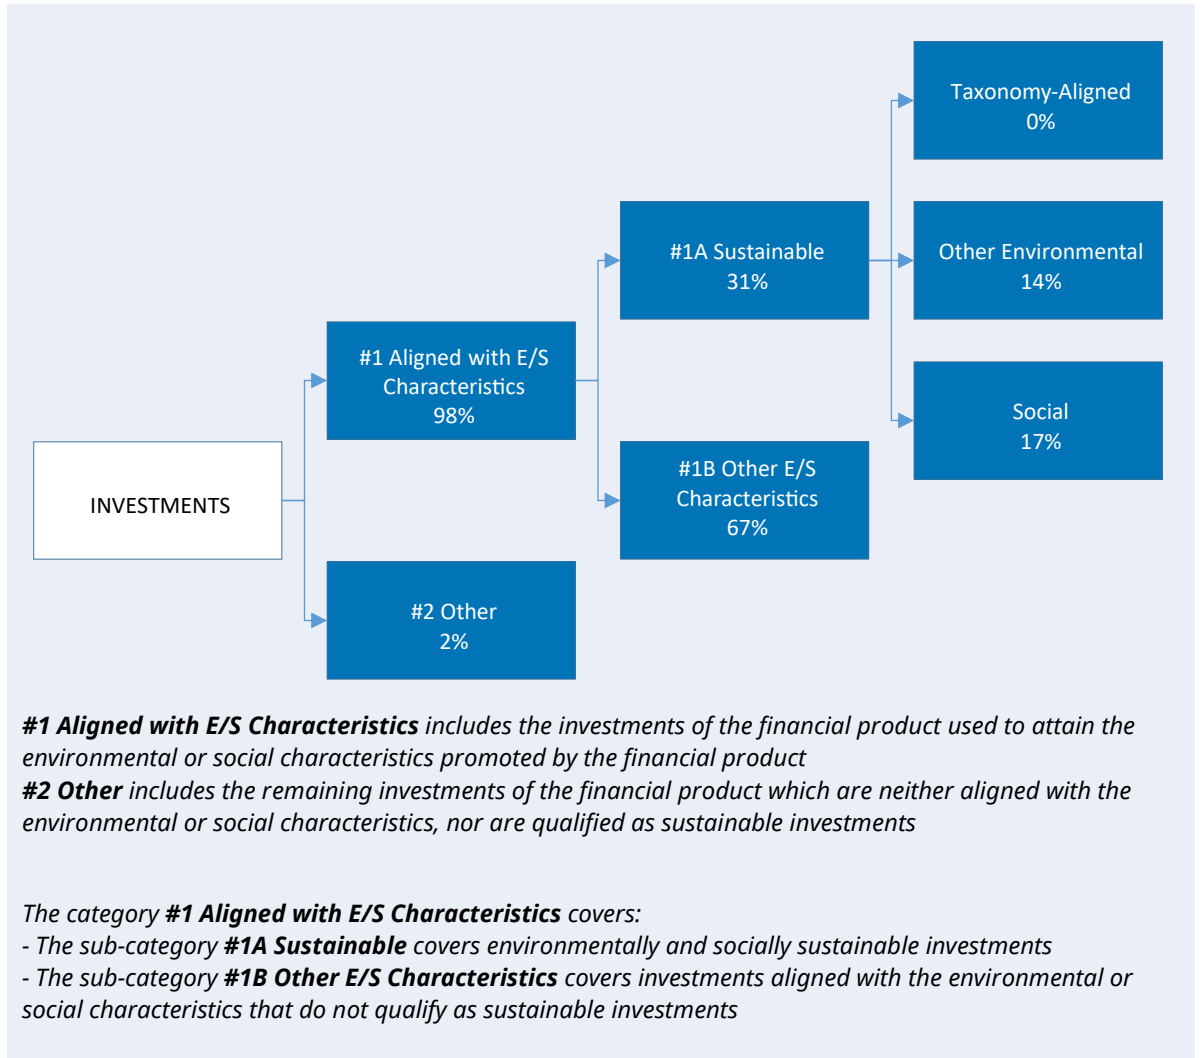 Taxonomy-Aligned
0%
#1A Sustainable
31%
Other Environmental
14%
#1 Aligned with E/S
Characteristics
98%
Social
17%
INVESTMENTS
#1B Other E/S
Characteristics
67%
#2 Other
2%
#1 Aligned with E/S Characteristics includes the investments of the financial product used to attain the
environmental or social characteristics promoted by the financial product
#2 Other includes the remaining investments of the financial product which are neither aligned with the
environmental or social characteristics, nor are qualified as sustainable investments
The category #1 Aligned with E/S Characteristics covers:
- The sub-category #1A Sustainable covers environmentally and socially sustainable investments
- The sub-category #1B Other E/S Characteristics covers investments aligned with the environmental or
social characteristics that do not qualify as sustainable investments